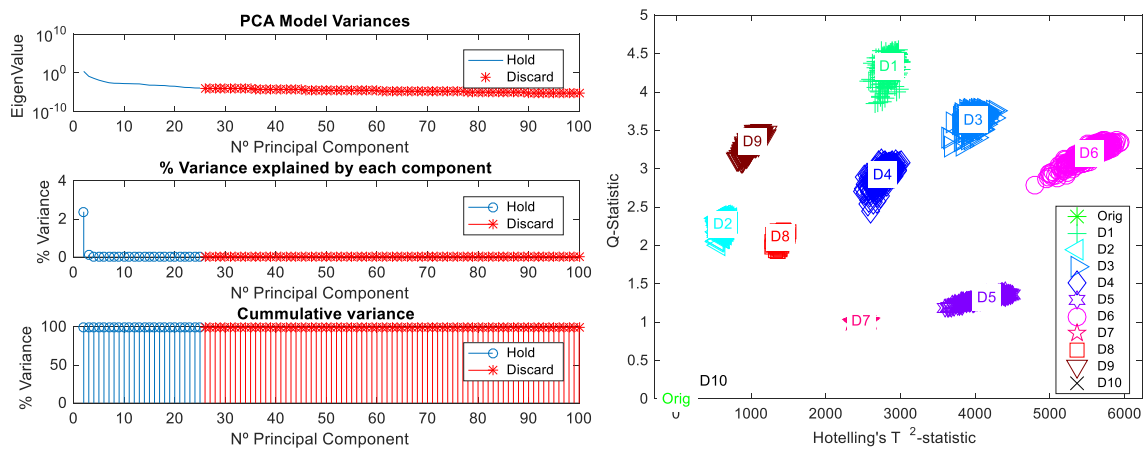 PCA Model Variances
EigenValue
10^10
10^0
10^-10
Hold
Discard
0 10 20 30 40 50 60 70 80 90 100
Nº Principal Component
% Variance explained by each component
% Variance
4
2
0
Hold
Discard
0 10 20 30 40 50 60 70 80 90 100
Nº Principal Component
Cummulative variance
% Variance
100
50
0
Hold
Discard
0 10 20 30 40 50 60 70 80 90 100
Nº Principal Component
Q-Statistic
5
4.5
4
3.5
3
2.5
2
1.5
1
0.5
0
D1
D3
D9
D6
D4
D2
D8
D5
D7
D10
Orig
Orig
D1
D2
D3
D4
D5
D6
D7
D8
D9
D10
0 1000 2000 3000 4000 5000 6000
Hotelling's T 2-statistic